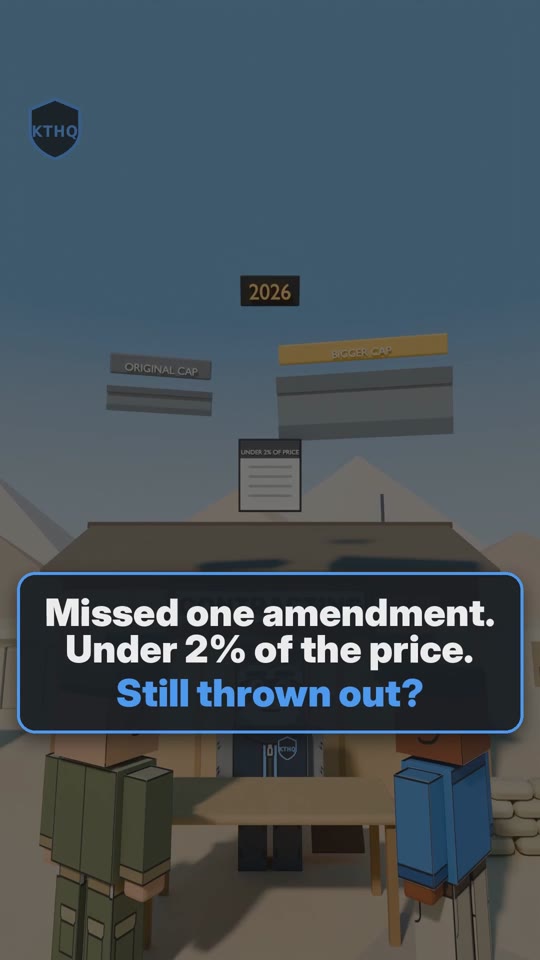 KTHQ
2026
ORIGINAL CAP
BIGGER CAP
UNDER 2% OF PRICE
Missed one amendment.
Under 2% of the price.
Still thrown out?
KTHQ